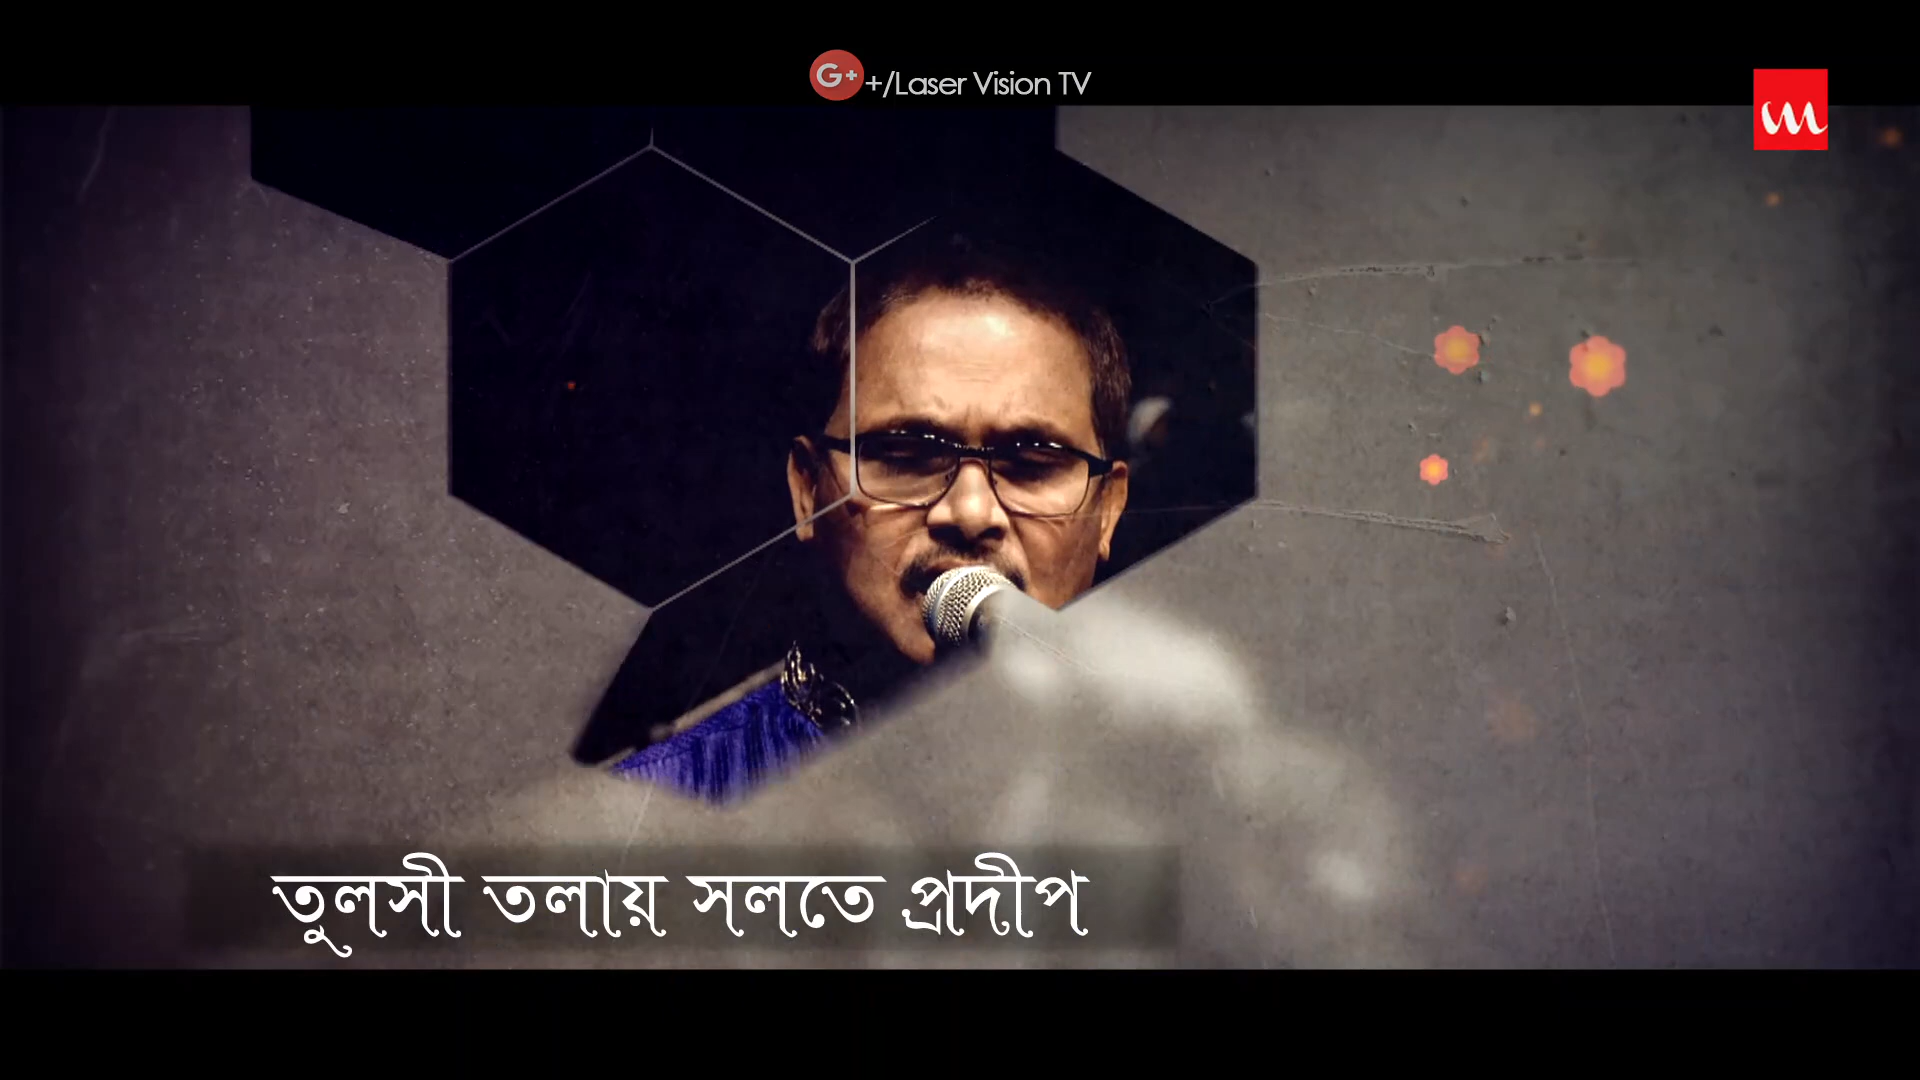 G+ +/Laser Vision TV
তুলসী তলায় সলতে প্রদীপ